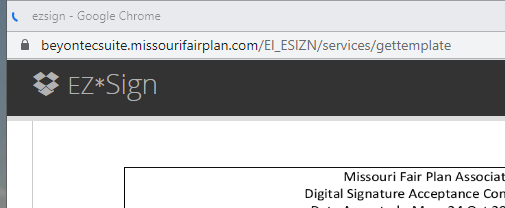 ezsign - Google Chrome
beyontecsuite.missourifairplan.com/EI_ESIZN/services/gettemplate
EZ*Sign
Missouri Fair Plan Associat
Digital Signature Acceptance Con